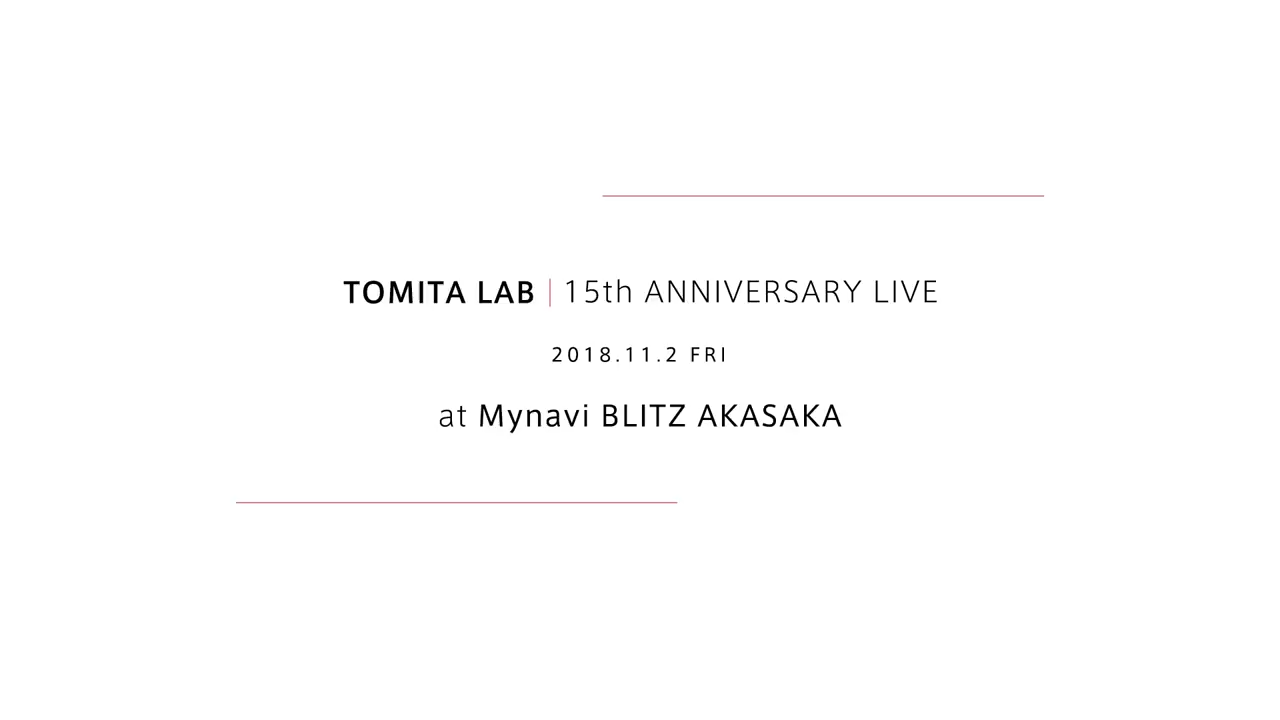 TOMITA LAB | 15th ANNIVERSARY LIVE
2018.11.2 FRI
at Mynavi BLITZ AKASAKA